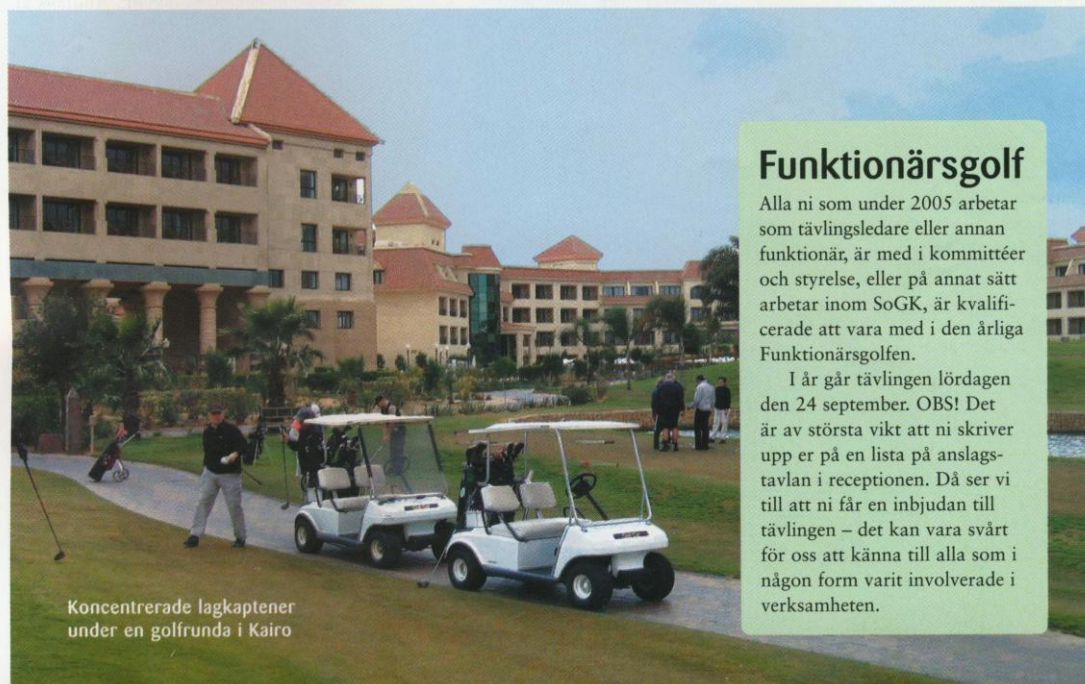 Funktionärsgolf
Alla ni som under 2005 arbetar
som tävlingsledare eller annan
funktionär, är med i kommittéer
och styrelse, eller på annat sätt
arbetar inom SoGK, är kvalifi-
cerade att vara med i den årliga
Funktionärsgolfen.
I år går tävlingen lördagen
den 24 september. OBS! Det
är av största vikt att ni skriver
upp er på en lista på anslags-
tavlan i receptionen. Då ser vi
till att ni får en inbjudan till
tävlingen – det kan vara svårt
för oss att känna till alla som i
någon form varit involverade i
verksamheten.
Koncentrerade lagkaptener
under en golfrunda i Kairo